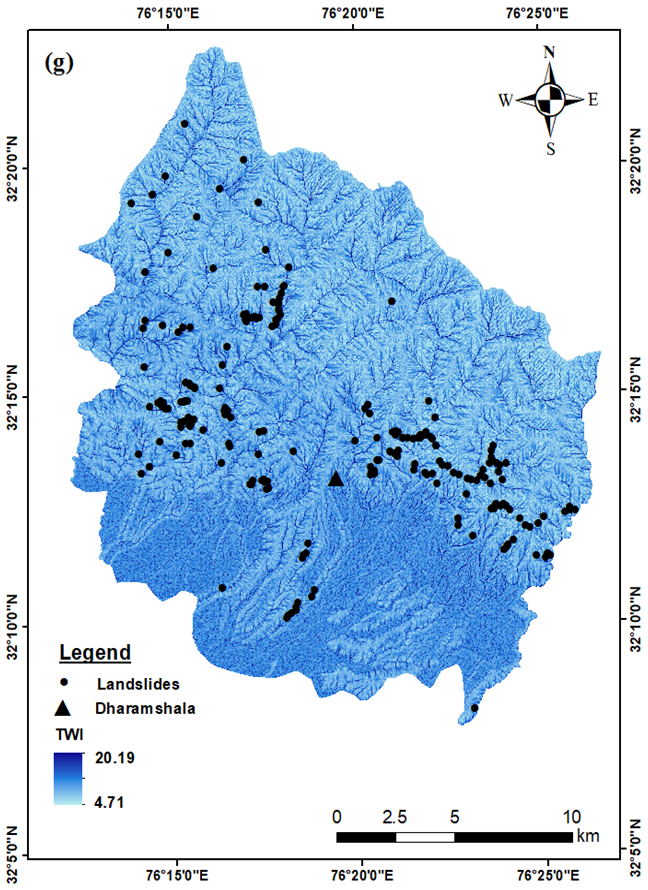 76°15'0"E 76°20'0"E 76°25'0"E
(g)
N
W E
S
32°20'0"N 32°20'0"N
32°15'0"N 32°15'0"N
32°10'0"N 32°10'0"N
Legend
Landslides
Dharamshala
TWI
20.19
4.71
0 2.5 5 10
km
32°5'0"N 32°5'0"N
76°15'0"E 76°20'0"E 76°25'0"E